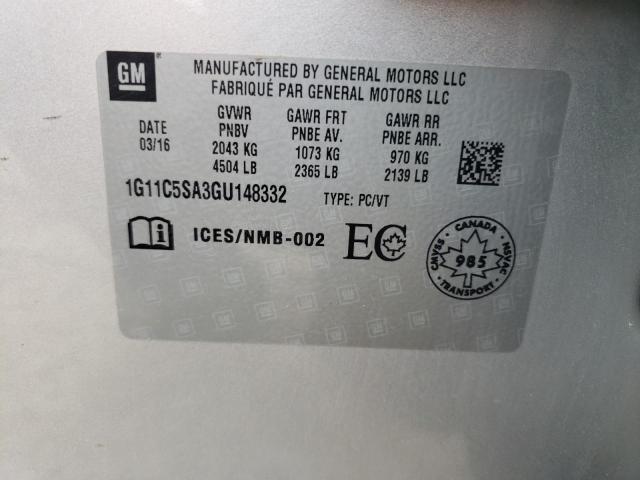 GM
MANUFACTURED BY GENERAL MOTORS LLC
FABRIQUÉ PAR GENERAL MOTORS LLC
DATE
03/16
GVWR
PNBV
2043 KG
4504 LB
GAWR FRT
PNBE AV.
1073 KG
2365 LB
GAWR RR
PNBE ARR.
970 KG
2139 LB
1G11C5SA3GU148332 TYPE: PC/VT
ICES/NMB-002 EC
CANADA
CMVSS NSVAC
985
TRANSPORT